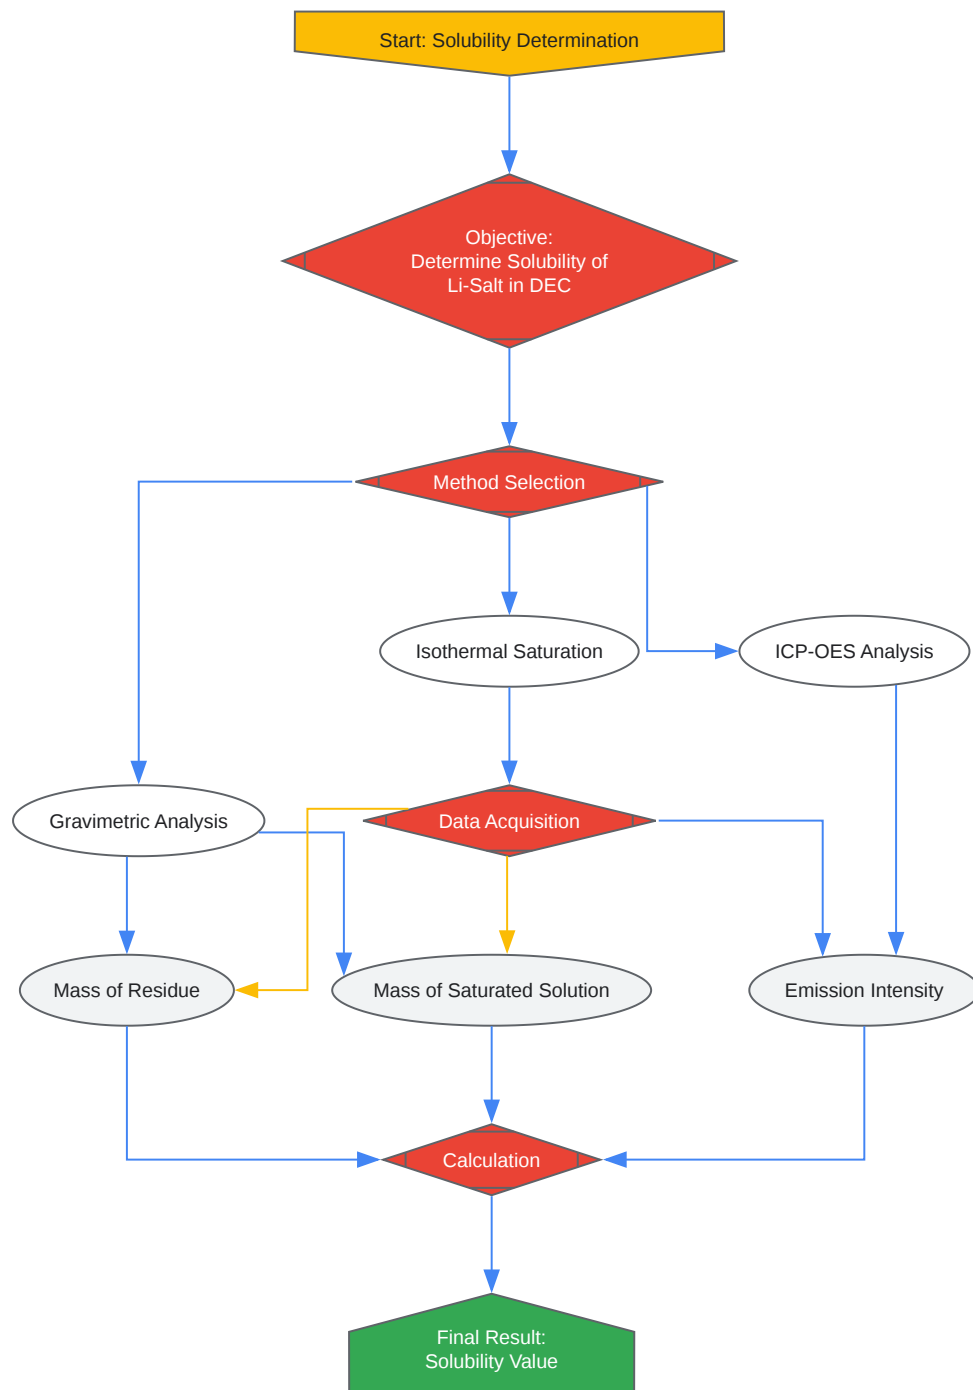 Start: Solubility Determination
Objective:
Determine Solubility of
Li-Salt in DEC
Method Selection
Isothermal Saturation
ICP-OES Analysis
Gravimetric Analysis
Data Acquisition
Mass of Residue
Mass of Saturated Solution
Emission Intensity
Calculation
Final Result:
Solubility Value